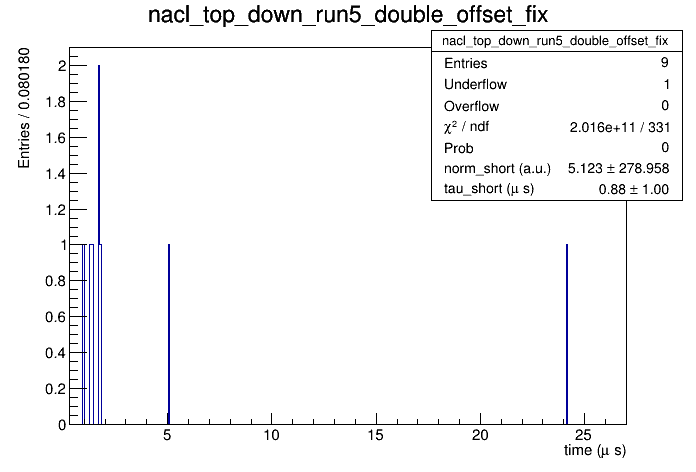 nacl_top_down_run5_double_offset_fix
nacl_top_down_run5_double_offset_fix
Entries 9
Underflow 1
Overflow 0
χ² / ndf 2.016e+11 / 331
Prob 0
norm_short (a.u.) 5.123 ± 278.958
tau_short (μ s) 0.88 ± 1.00
Entries / 0.080180
2
1.8
1.6
1.4
1.2
1
0.8
0.6
0.4
0.2
0
5 10 15 20 25
time (μ s)